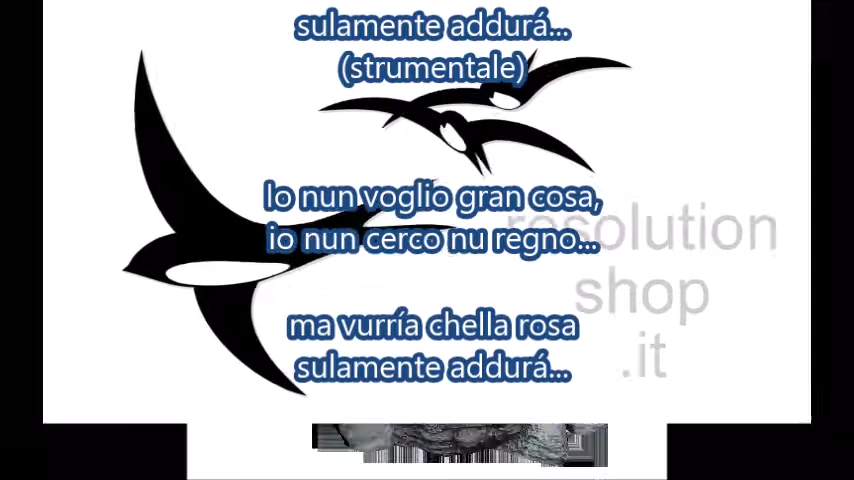 sulamente addurá...
(strumentale)
Io nun voglio gran cosa,
io nun cerco nu regno...
resolution
shop
.it
ma vurría chella rosa
sulamente addurá...